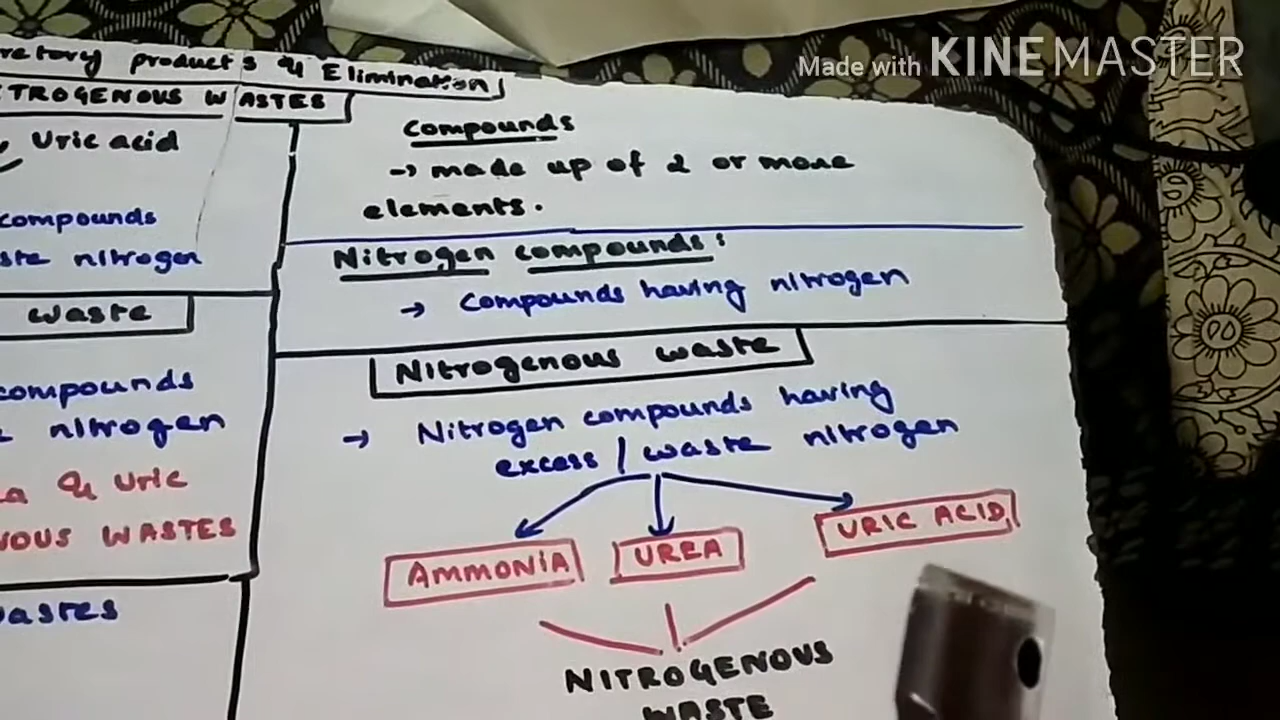 Made with KINEMASTER
retory products & Elimination
TROGENOUS WASTES
Uric acid
compounds
ste nitrogen
waste
compounds
nitrogen
a & Uric
NOUS WASTES
wastes
Compounds
→ made up of 2 or more
elements.
Nitrogen compounds:
→ Compounds having nitrogen
Nitrogenous waste
→ Nitrogen compounds having
excess / waste nitrogen
AMMONIA UREA URIC ACID
NITROGENOUS
WASTE